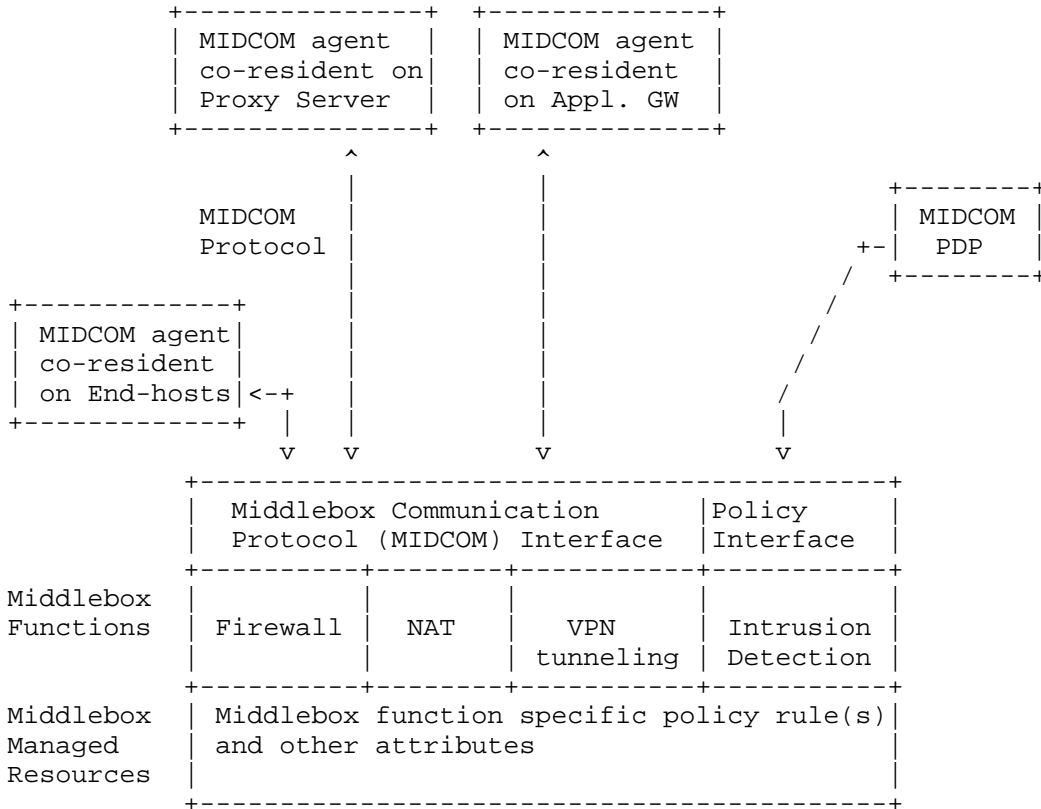 MIDCOM agent
co-resident on
Proxy Server
MIDCOM agent
co-resident
on Appl. GW
MIDCOM
Protocol
MIDCOM
PDP
MIDCOM agent
co-resident
on End-hosts
Middlebox Communication
Protocol (MIDCOM) Interface
Policy
Interface
Middlebox
Functions
Firewall
NAT
VPN
tunneling
Intrusion
Detection
Middlebox
Managed
Resources
Middlebox function specific policy rule(s)
and other attributes